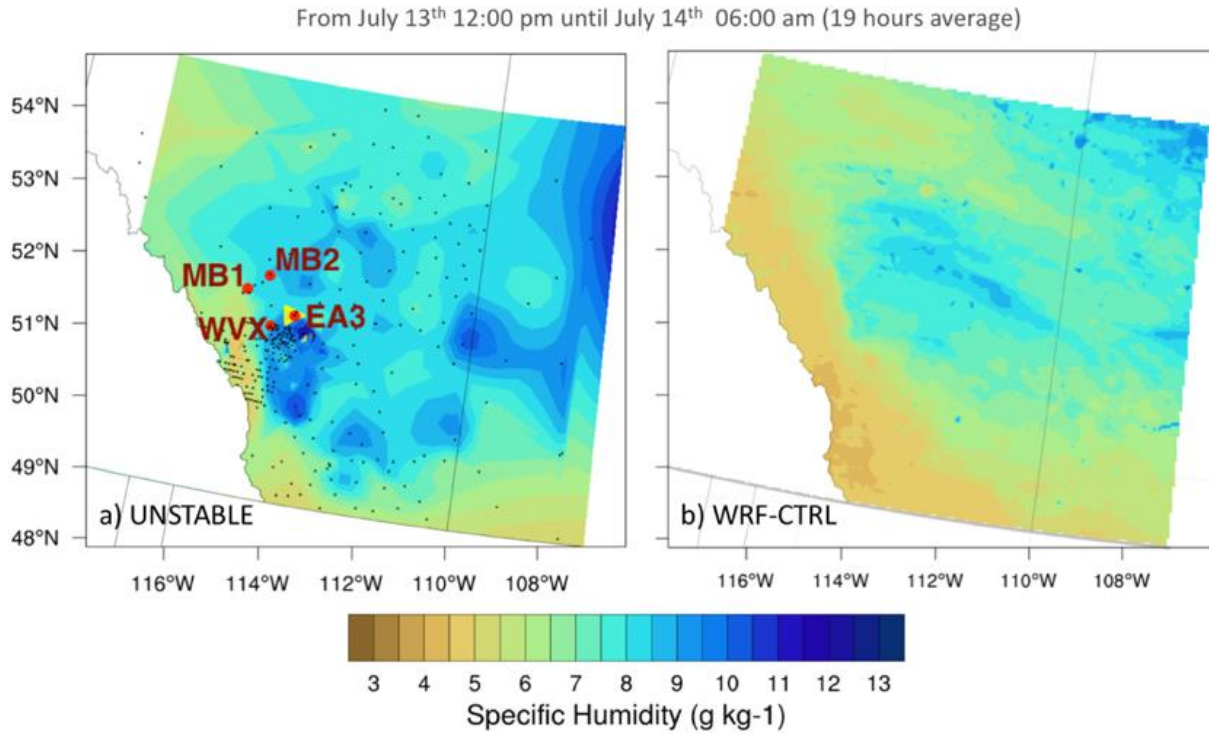 From July 13th 12:00 pm until July 14th 06:00 am (19 hours average)
54°N
53°N
52°N
51°N
50°N
49°N
48°N
MB1
MB2
WVX
EA3
a) UNSTABLE
b) WRF-CTRL
116°W 114°W 112°W 110°W 108°W
116°W 114°W 112°W 110°W 108°W
3 4 5 6 7 8 9 10 11 12 13
Specific Humidity (g kg-1)